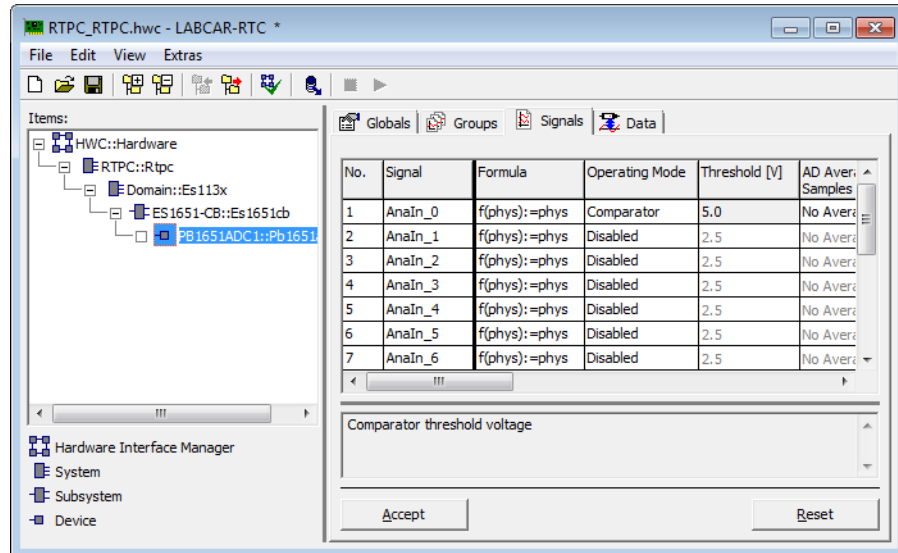 RTPC_RTPC.hwc - LABCAR-RTC *
File Edit View Extras
Items:
HWC::Hardware
RTPC::Rtpc
Domain::Es113x
ES1651-CB::Es1651cb
PB1651ADC1::Pb1651
Hardware Interface Manager
System
Subsystem
Device
Globals Groups Signals Data
No. Signal Formula Operating Mode Threshold [V] AD Avera
Samples
1 AnaIn_0 f(phys):=phys Comparator 5.0 No Avera
2 AnaIn_1 f(phys):=phys Disabled 2.5 No Avera
3 AnaIn_2 f(phys):=phys Disabled 2.5 No Avera
4 AnaIn_3 f(phys):=phys Disabled 2.5 No Avera
5 AnaIn_4 f(phys):=phys Disabled 2.5 No Avera
6 AnaIn_5 f(phys):=phys Disabled 2.5 No Avera
7 AnaIn_6 f(phys):=phys Disabled 2.5 No Avera
Comparator threshold voltage
Accept Reset